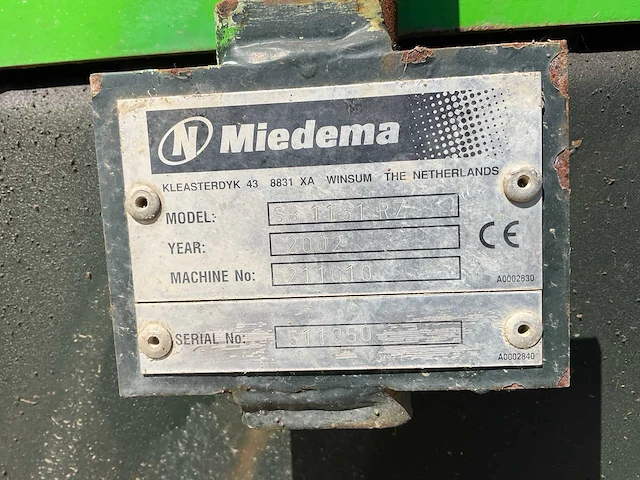 N Miedema
KLEASTERDYK 43 8831 XA WINSUM THE NETHERLANDS
MODEL:
YEAR: 2002
MACHINE No:
CE
A0002830
SERIAL No:
A0002840